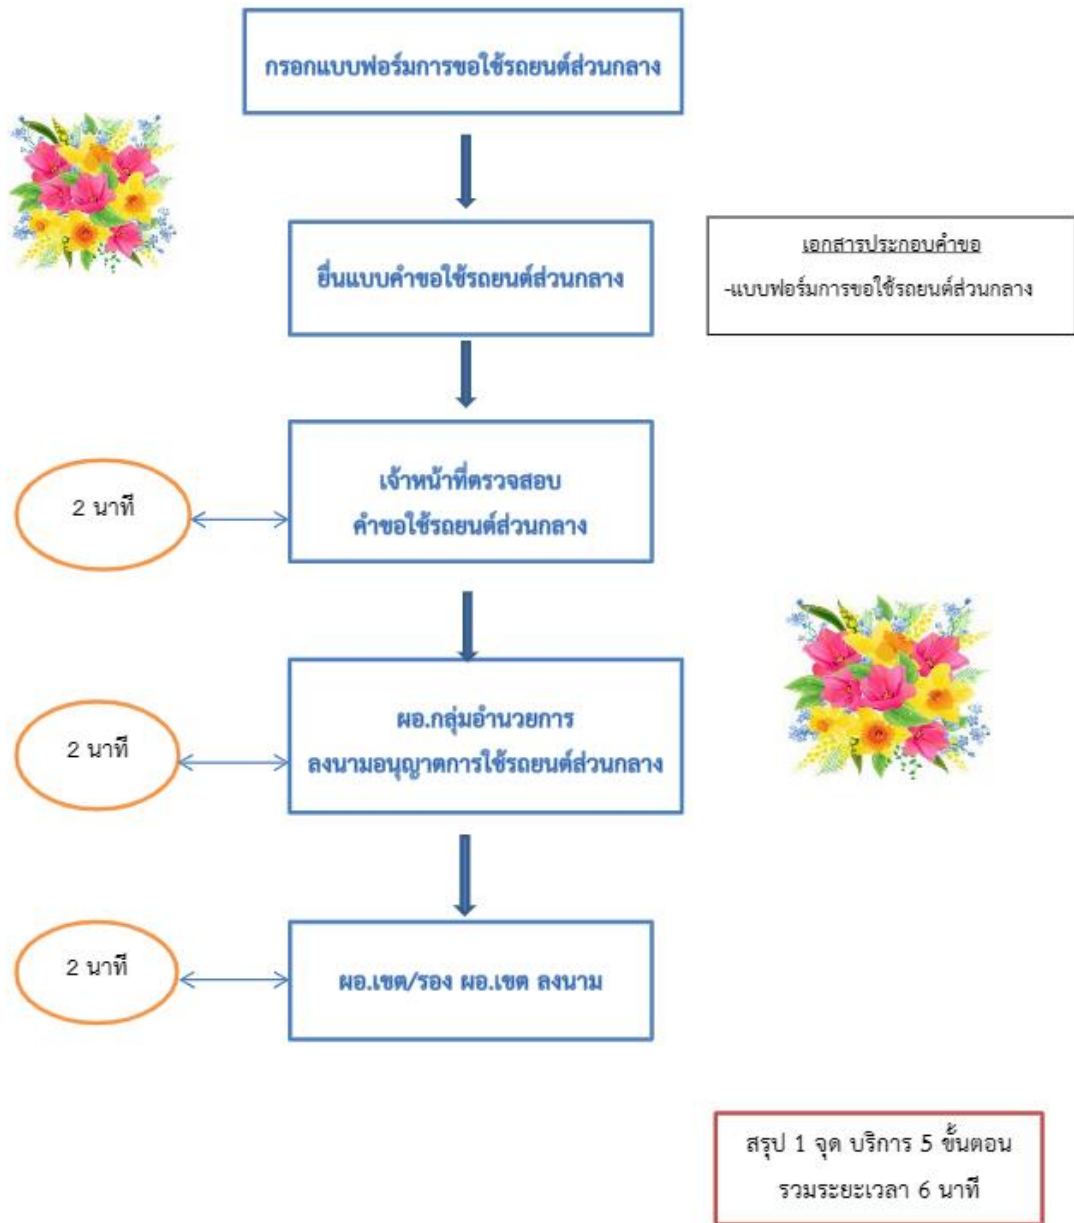 กรอกแบบฟอร์มการขอใช้รถยนต์ส่วนกลาง
ยื่นแบบคำขอใช้รถยนต์ส่วนกลาง
เอกสารประกอบคำขอ
-แบบฟอร์มการขอใช้รถยนต์ส่วนกลาง
2 นาที
เจ้าหน้าที่ตรวจสอบ
คำขอใช้รถยนต์ส่วนกลาง
2 นาที
ผอ.กลุ่มอำนวยการ
ลงนามอนุญาตการใช้รถยนต์ส่วนกลาง
2 นาที
ผอ.เขต/รอง ผอ.เขต ลงนาม
สรุป 1 จุด บริการ 5 ขั้นตอน
รวมระยะเวลา 6 นาที